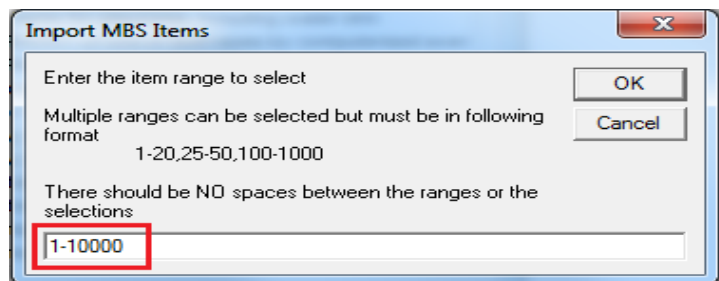 Import MBS Items
Enter the item range to select
OK
Multiple ranges can be selected but must be in following
format
Cancel
1-20,25-50,100-1000
There should be NO spaces between the ranges or the
selections
1-10000